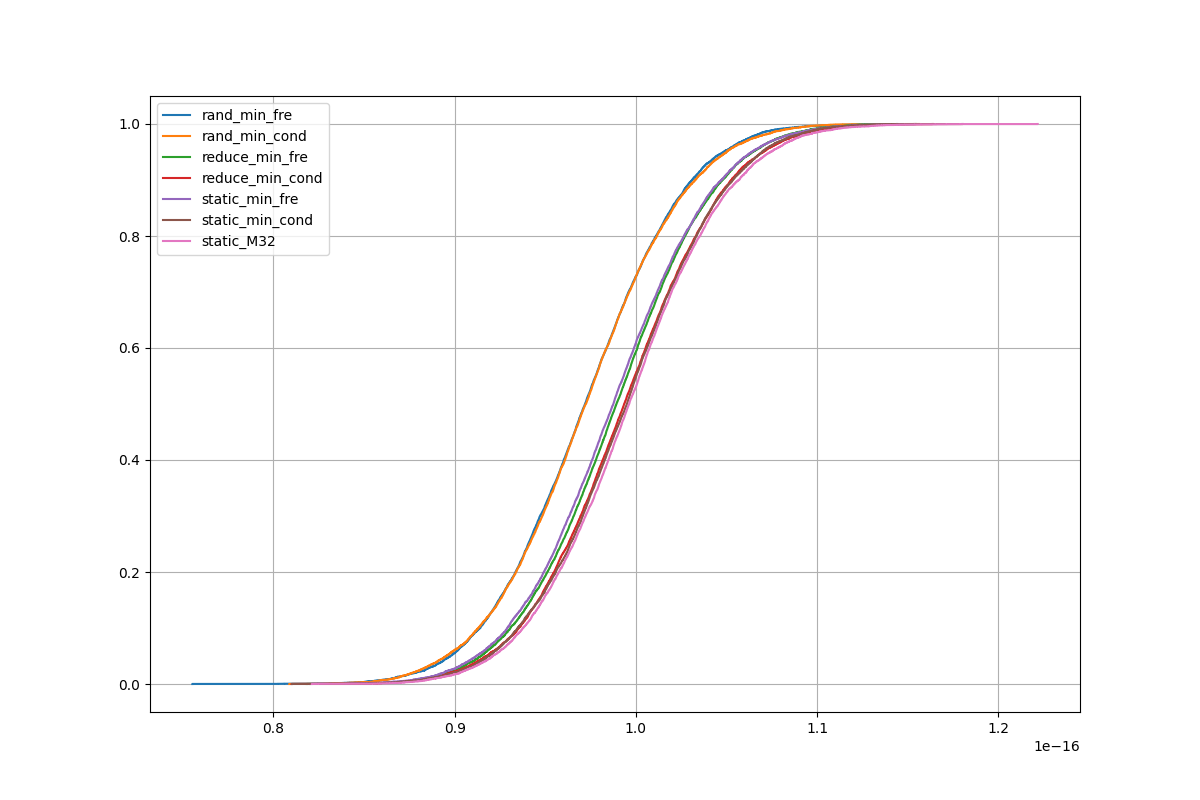 rand_min_fre
rand_min_cond
reduce_min_fre
reduce_min_cond
static_min_fre
static_min_cond
static_M32
1.0
0.8
0.6
0.4
0.2
0.0
0.8 0.9 1.0 1.1 1.2
1e−16